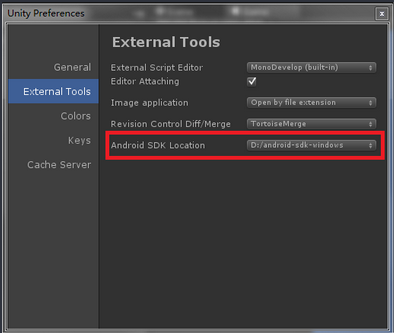 Unity Preferences
x
External Tools
General
External Tools
Colors
Keys
Cache Server
External Script Editor MonoDevelop (built-in)
Editor Attaching
Image application Open by file extension
Revision Control Diff/Merge TortoiseMerge
Android SDK Location D:/android-sdk-windows